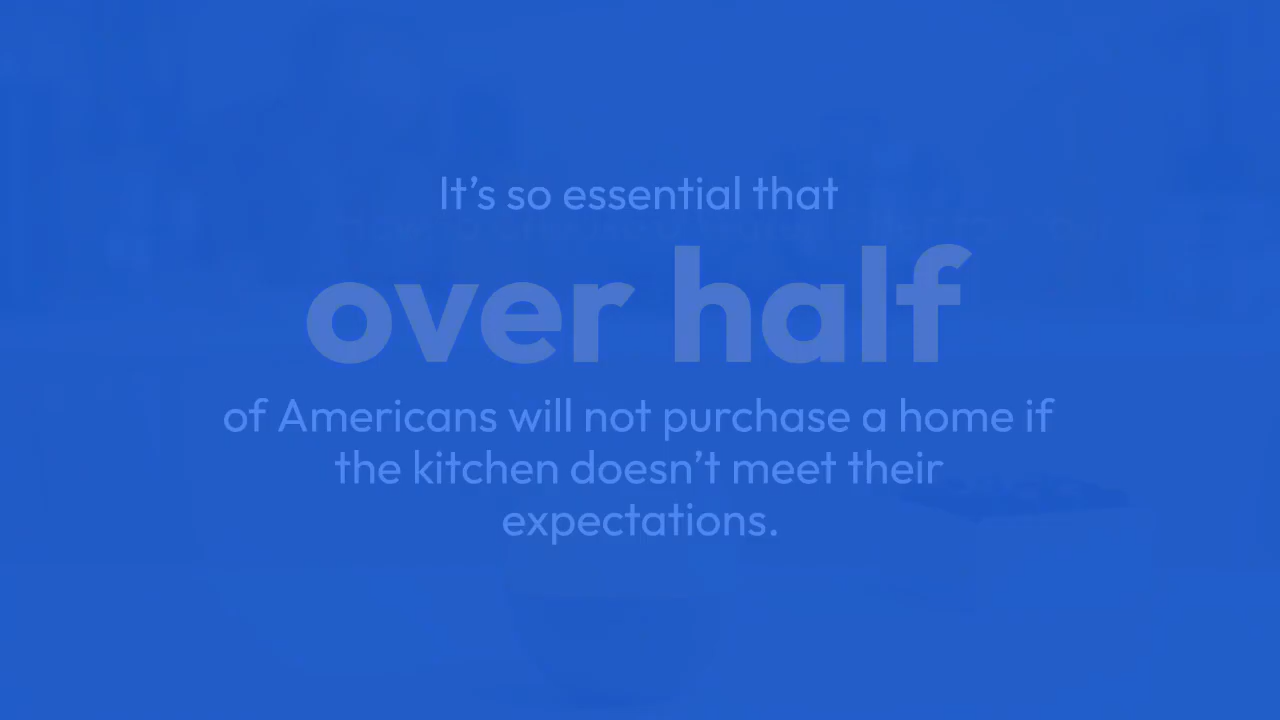 It's so essential that
over half
of Americans will not purchase a home if
the kitchen doesn't meet their
expectations.